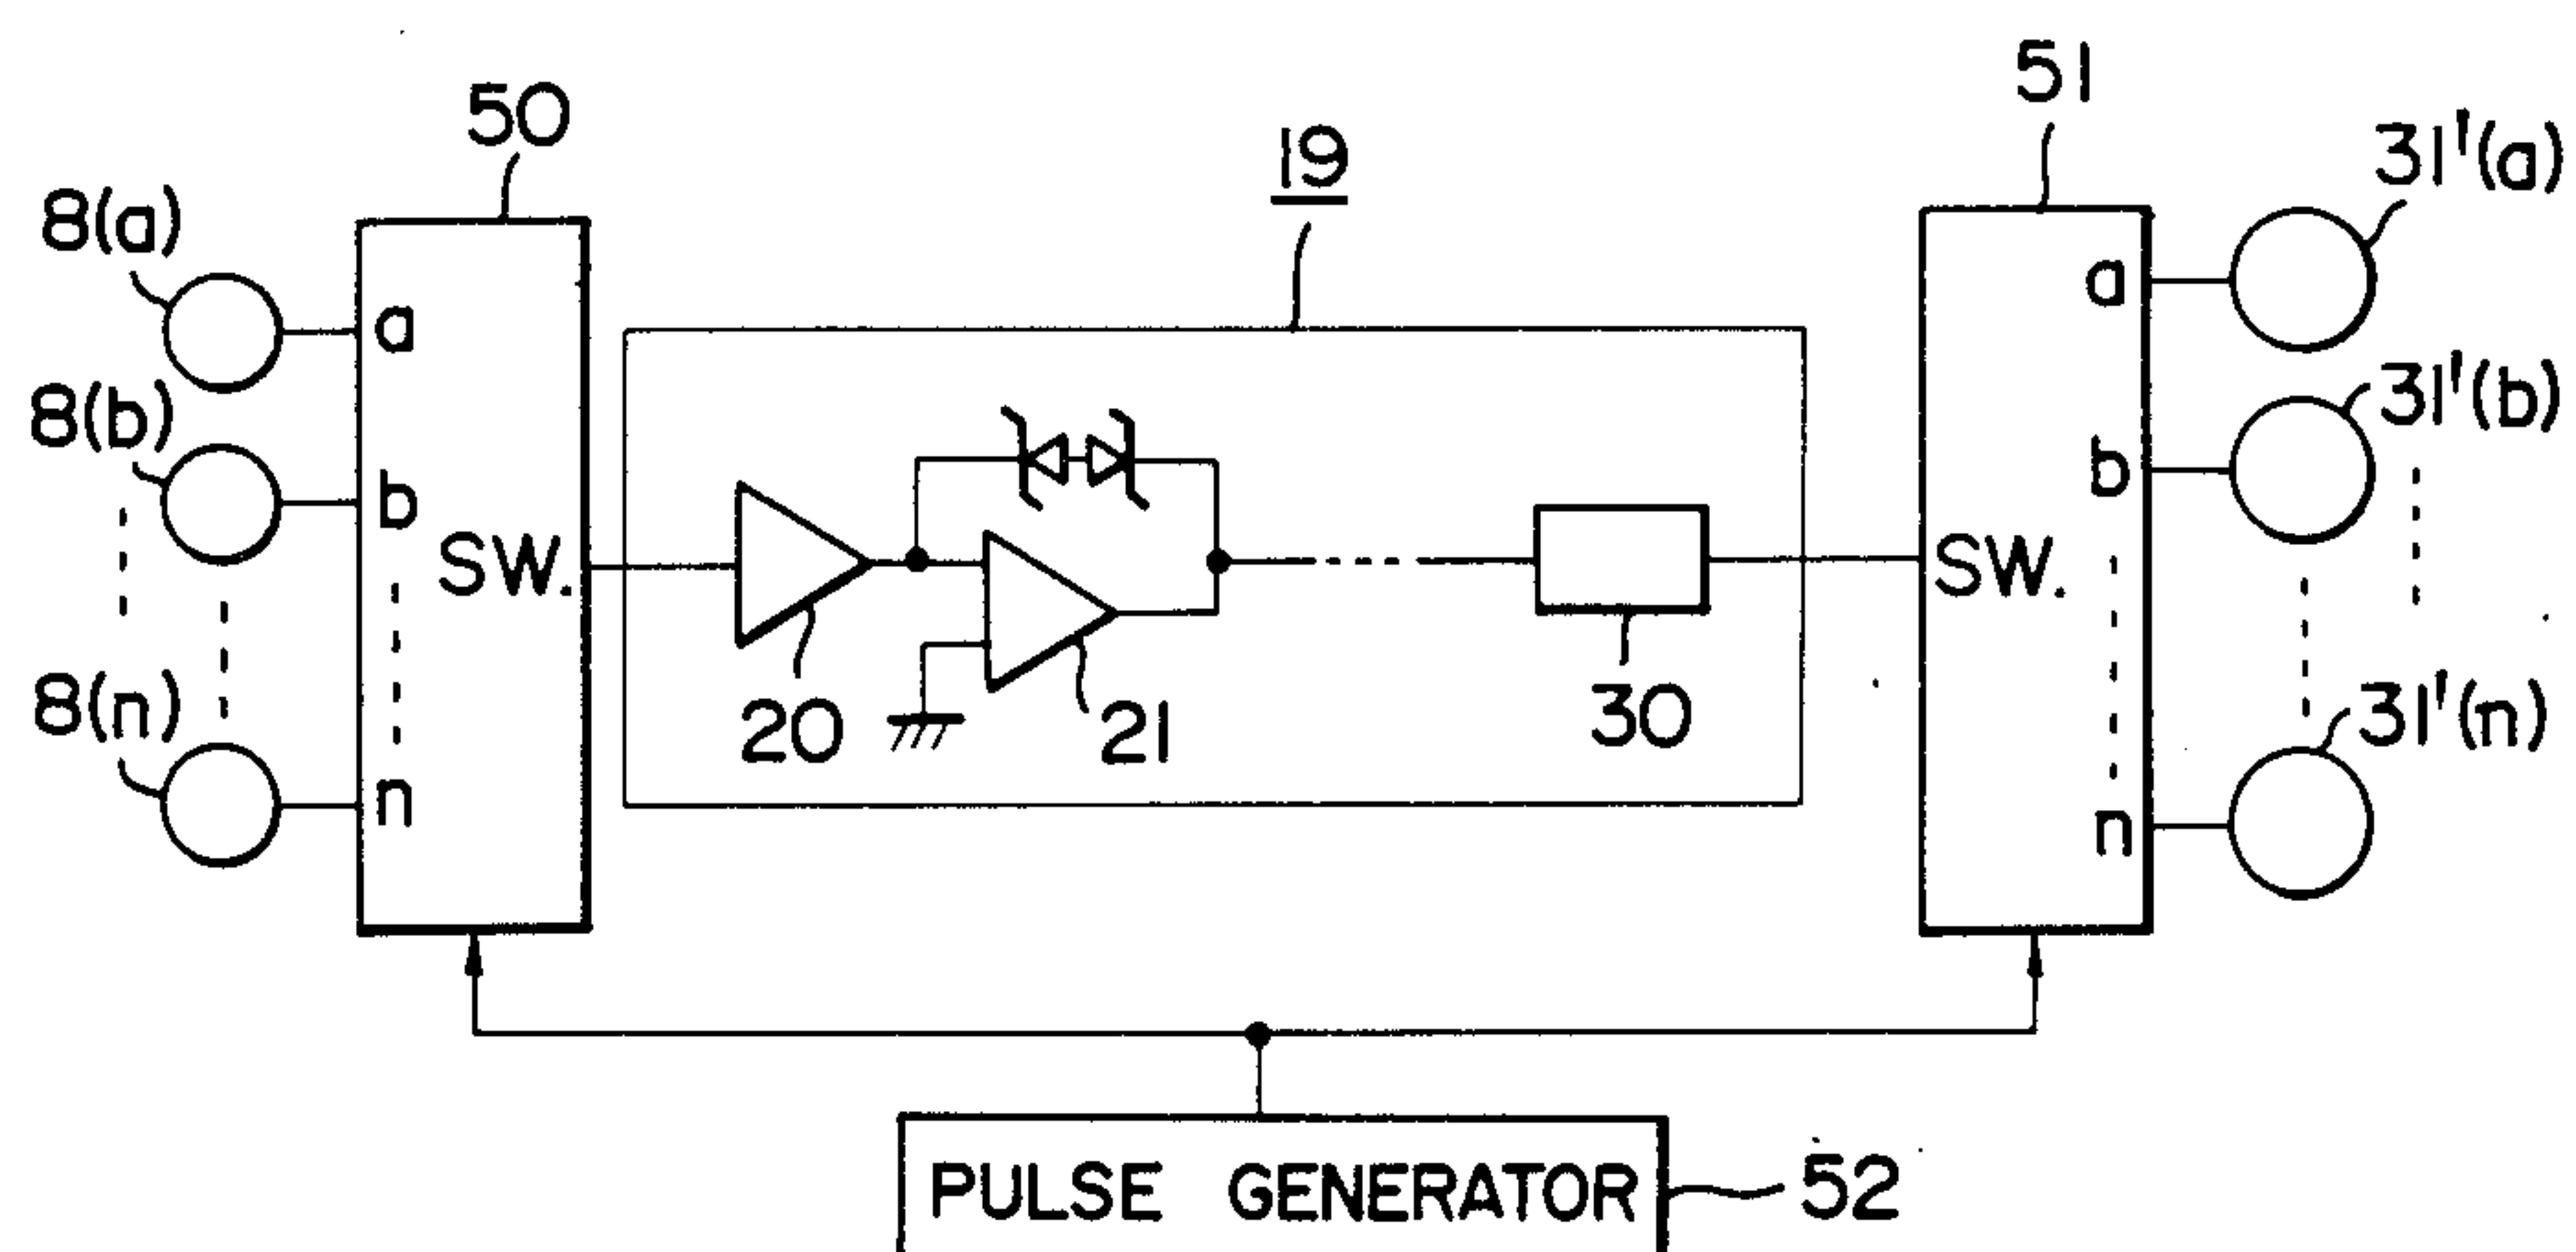 50
51
19
8(a)
31'(a)
a
a
8(b)
31'(b)
b
b
SW.
SW.
8(n)
31'(n)
20
21
30
n
n
PULSE GENERATOR
52